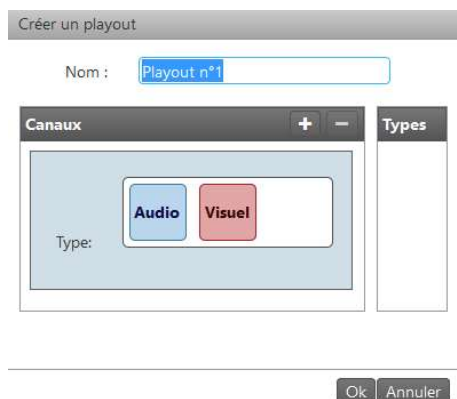 Créer un playout
Nom : Playout n°1
Canaux + − Types
Audio Visuel
Type:
Ok Annuler